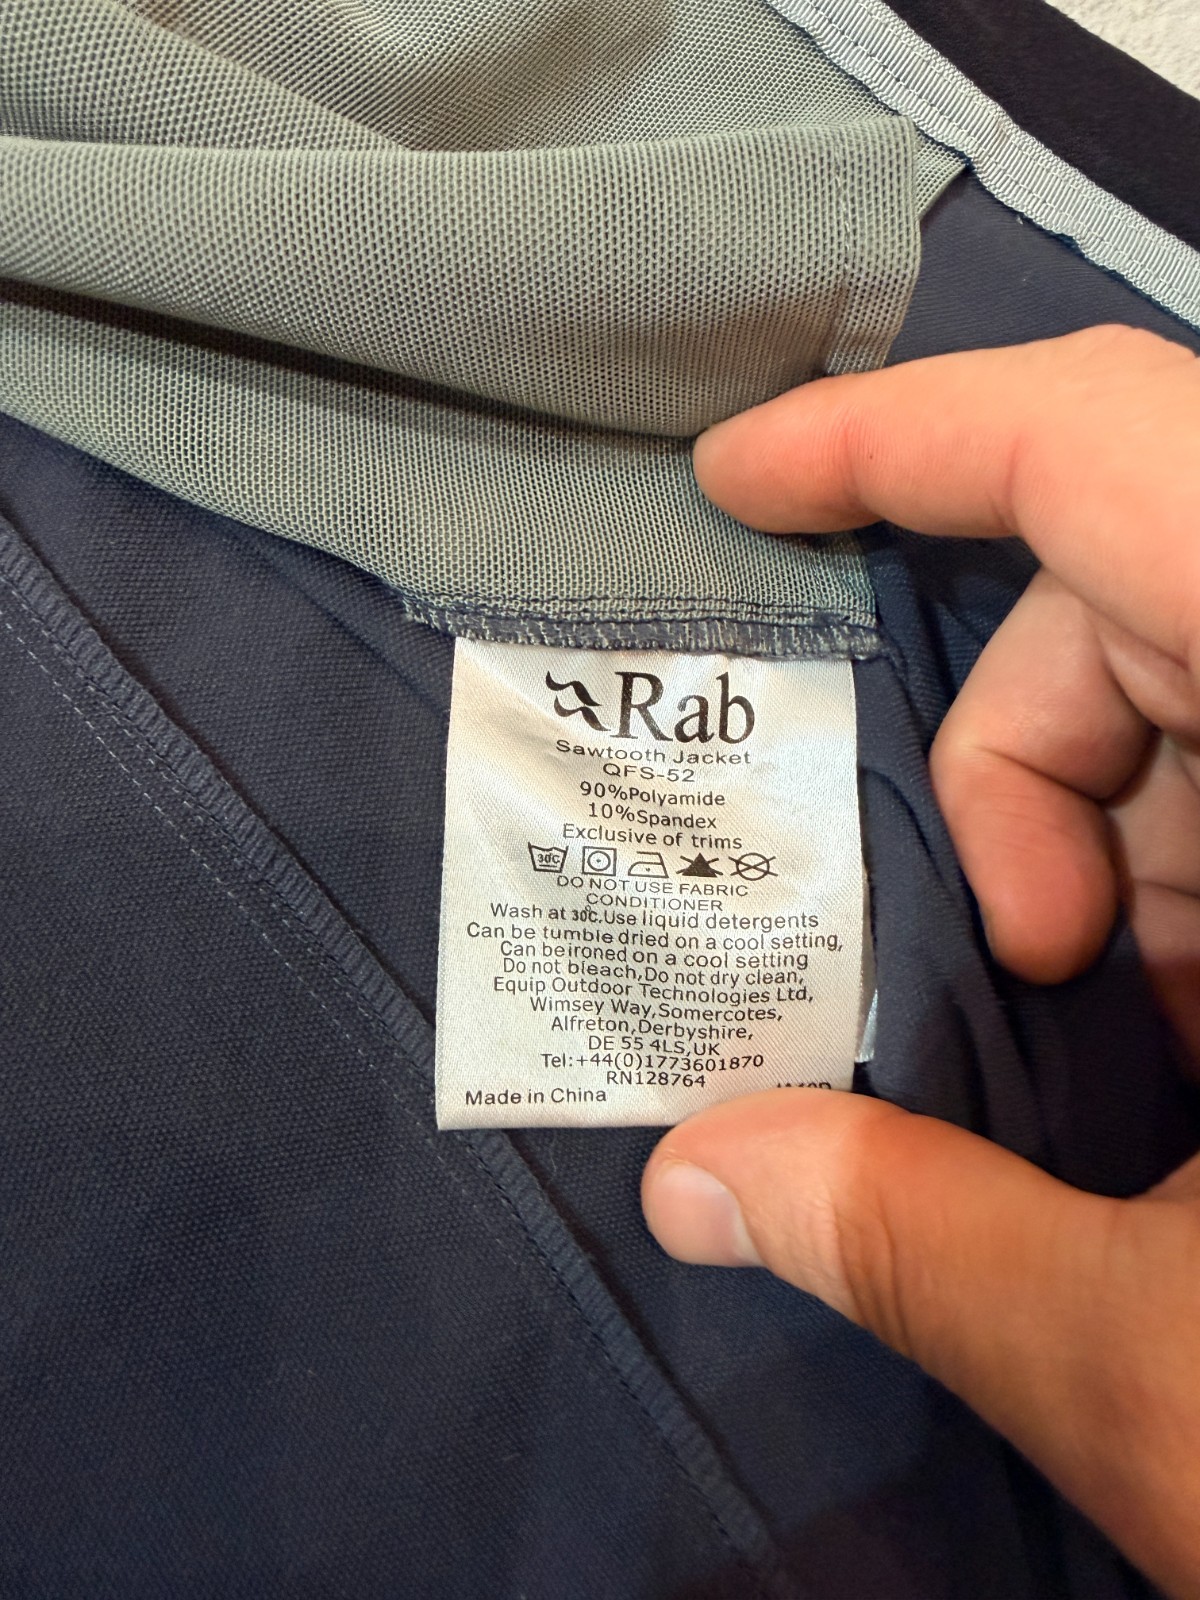 Rab
Sawtooth Jacket
QFS-52
90%Polyamide
10%Spandex
Exclusive of trims
30°C
DO NOT USE FABRIC
CONDITIONER
Wash at 30°C.Use liquid detergents
Can be tumble dried on a cool setting,
Can be ironed on a cool setting
Do not bleach,Do not dry clean,
Equip Outdoor Technologies Ltd,
Wimsey Way,Somercotes,
Alfreton,Derbyshire,
DE 55 4LS,UK
Tel:+44(0)1773601870
RN128764
Made in China